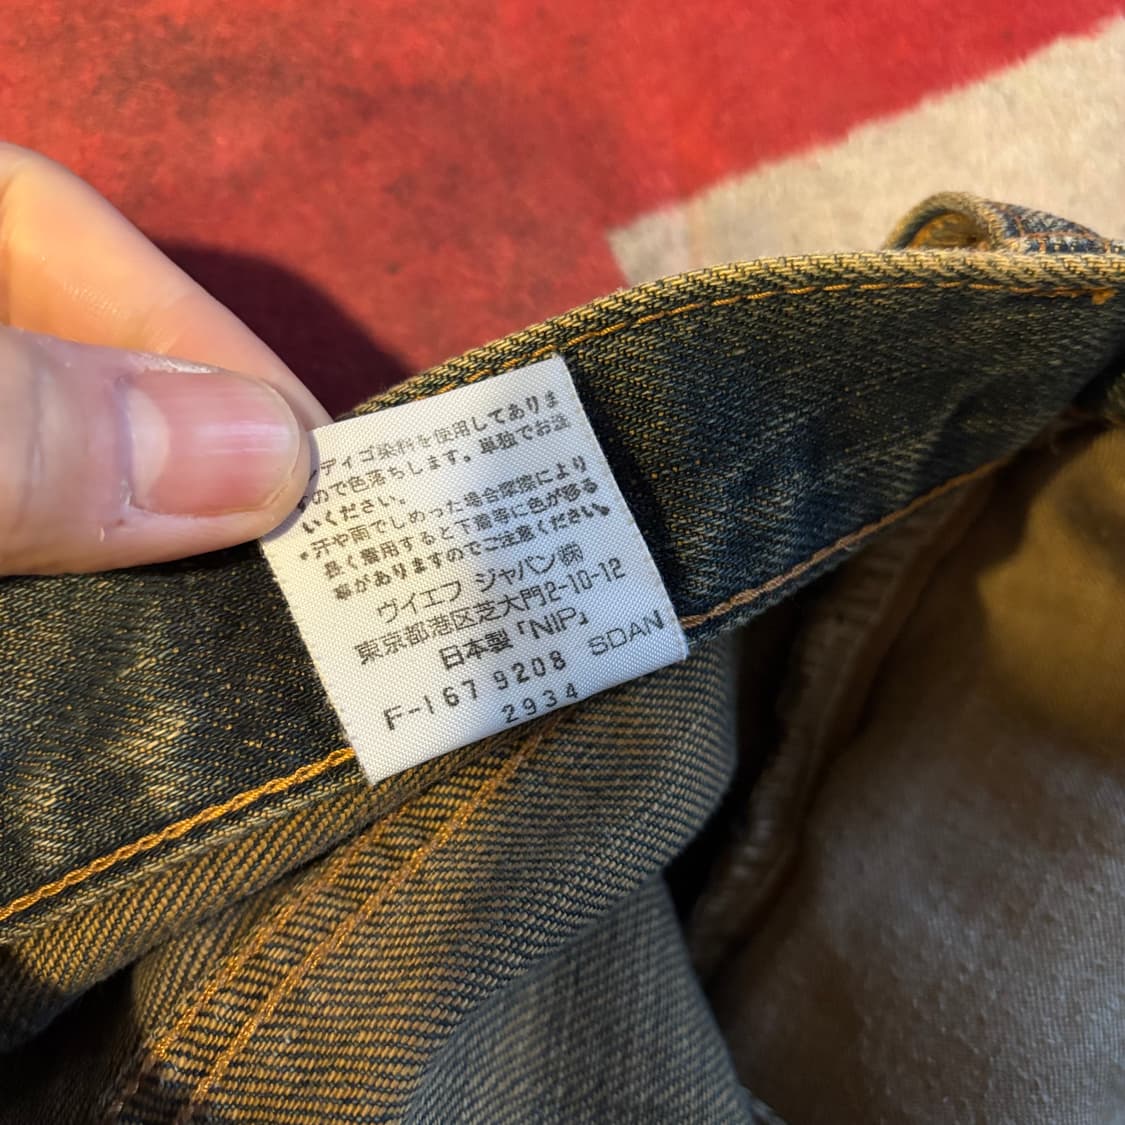 ディゴ染料を使用してありま
ので色落ちします。単独でお洗
いください。
•汗や雨でしめった場合摩擦により
長く着用すると下着等に色が移る
事がありますのでご注意ください。
ヴイエフ ジャパン㈱
東京都港区芝大門2-10-12
日本製「NIP」
F-167 9208 SDAN
2934